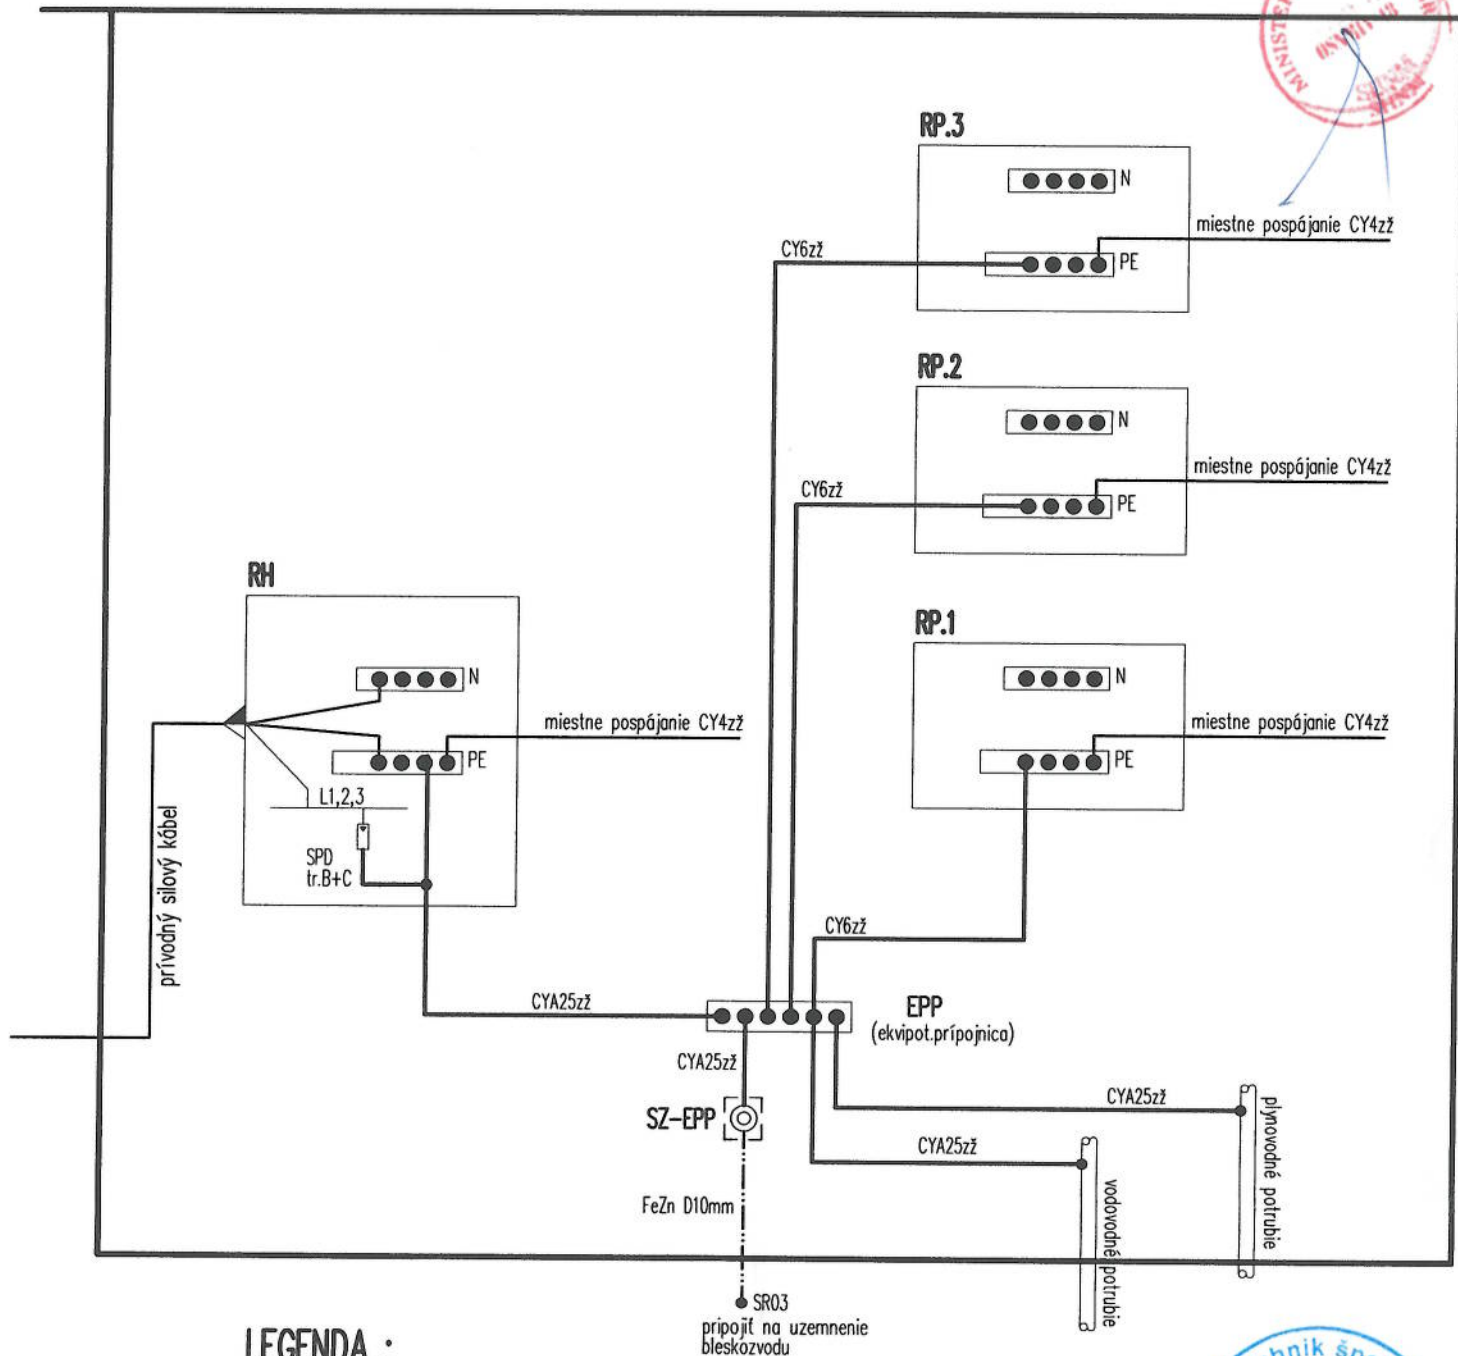 RP.3
N
miestne pospájanie CY4zž
CY6zž
PE
RP.2
N
miestne pospájanie CY4zž
CY6zž
PE
RH
RP.1
N
N
miestne pospájanie CY4zž
miestne pospájanie CY4zž
PE
PE
L1,2,3
SPD
tr.B+C
prívodný silový kábel
CY6zž
CYA25zž
EPP
(ekvipot.prípojnica)
CYA25zž
SZ-EPP
CYA25zž
CYA25zž
plynovodné potrubie
vodovodné potrubie
FeZn D10mm
SR03
pripojiť na uzemnenie
bleskozvodu
LEGENDA :